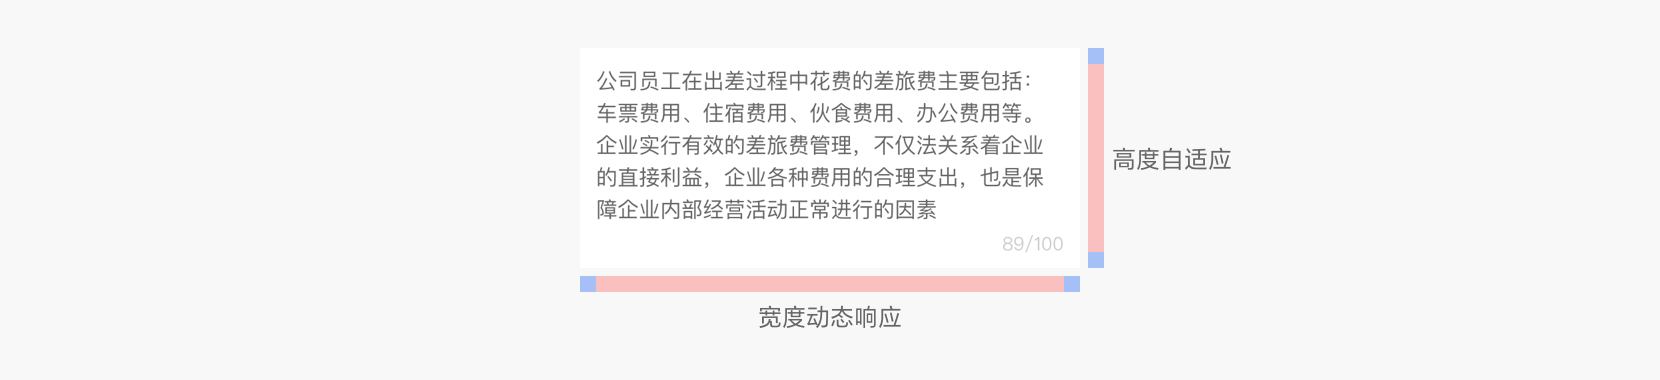 公司员工在出差过程中花费的差旅费主要包括：
车票费用、住宿费用、伙食费用、办公费用等。
企业实行有效的差旅费管理，不仅法关系着企业
的直接利益，企业各种费用的合理支出，也是保
障企业内部经营活动正常进行的因素
89/100
高度自适应
宽度动态响应